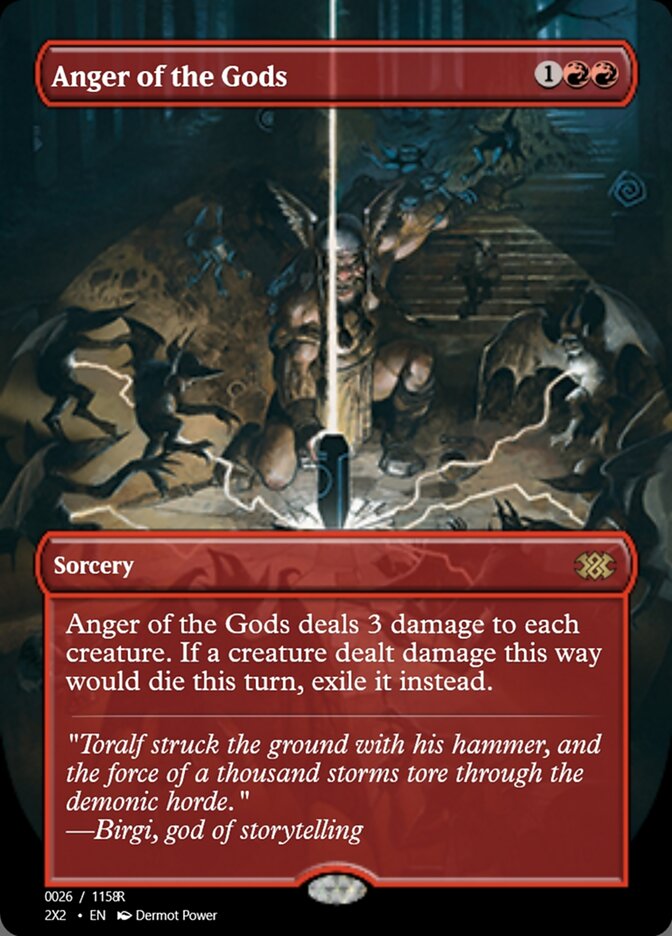 Anger of the Gods 1
Sorcery
Anger of the Gods deals 3 damage to each
creature. If a creature dealt damage this way
would die this turn, exile it instead.
"Toralf struck the ground with his hammer, and
the force of a thousand storms tore through the
demonic horde."
—Birgi, god of storytelling
0026 / 1158R
2X2 • EN Dermot Power